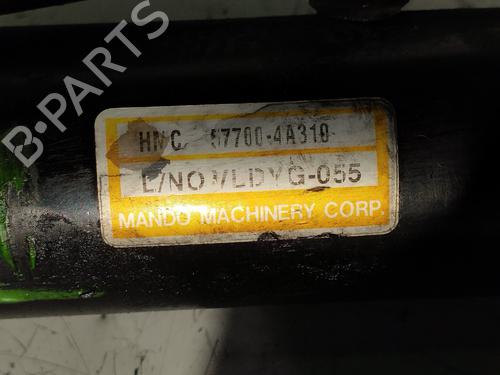 HMC 57700-4A310
L/NO VLDYG-055
MANDO MACHINERY CORP.
B-PARTS